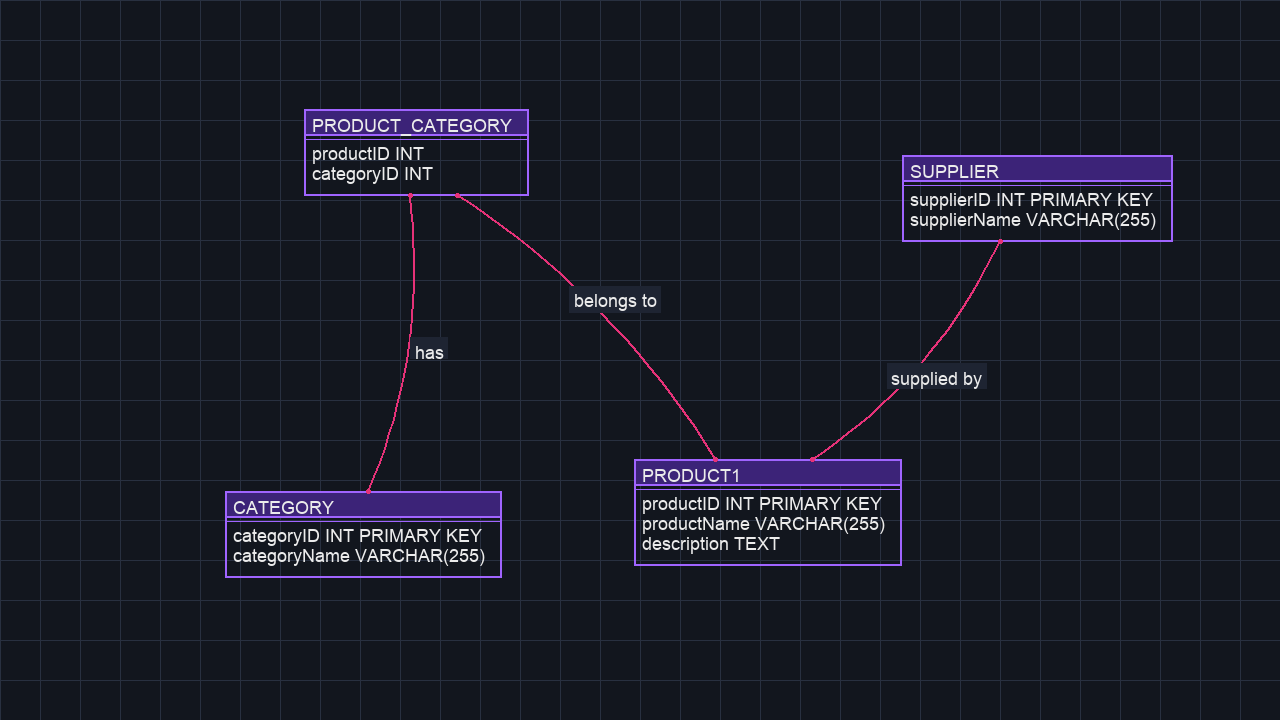 PRODUCT_CATEGORY
productID INT
categoryID INT
SUPPLIER
supplierID INT PRIMARY KEY
supplierName VARCHAR(255)
belongs to
has
supplied by
PRODUCT1
productID INT PRIMARY KEY
productName VARCHAR(255)
description TEXT
CATEGORY
categoryID INT PRIMARY KEY
categoryName VARCHAR(255)